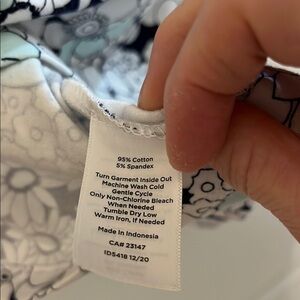 95% Cotton
5% Spandex
Turn Garment Inside Out
Machine Wash Cold
Gentle Cycle
Only Non-Chlorine Bleach
When Needed
Tumble Dry Low
Warm Iron, If Needed
Made in Indonesia
CA# 23147
ID5418 12/20